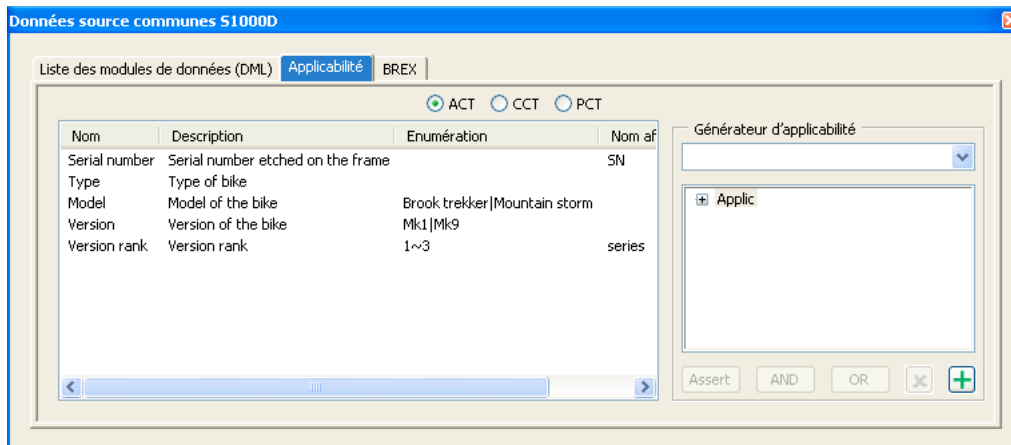 Données source communes S1000D
Liste des modules de données (DML) Applicabilité BREX
ACT CCT PCT
Nom Description Enumération Nom af
Serial number Serial number etched on the frame SN
Type Type of bike
Model Model of the bike Brook trekker|Mountain storm
Version Version of the bike Mk1|Mk9
Version rank Version rank 1~3 series
Générateur d'applicabilité
Applic
Assert AND OR